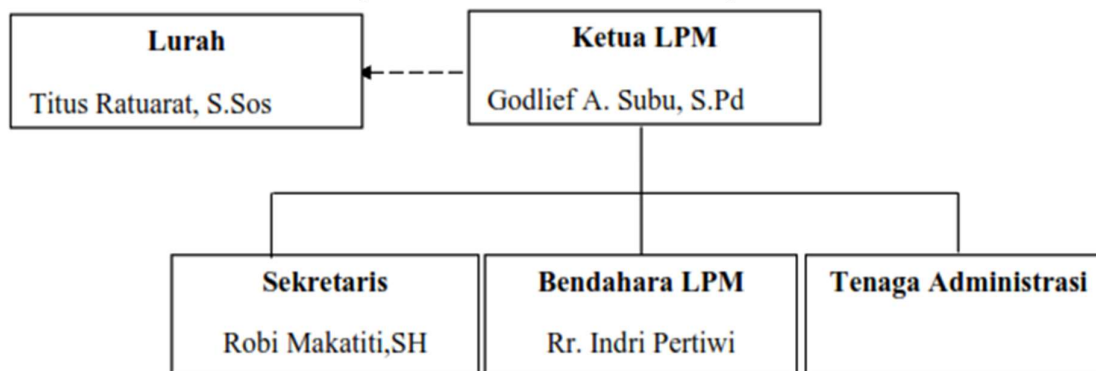 Lurah
Titus Ratuarat, S.Sos
Ketua LPM
Godlief A. Subu, S.Pd
Sekretaris
Robi Makatiti,SH
Bendahara LPM
Rr. Indri Pertiwi
Tenaga Administrasi